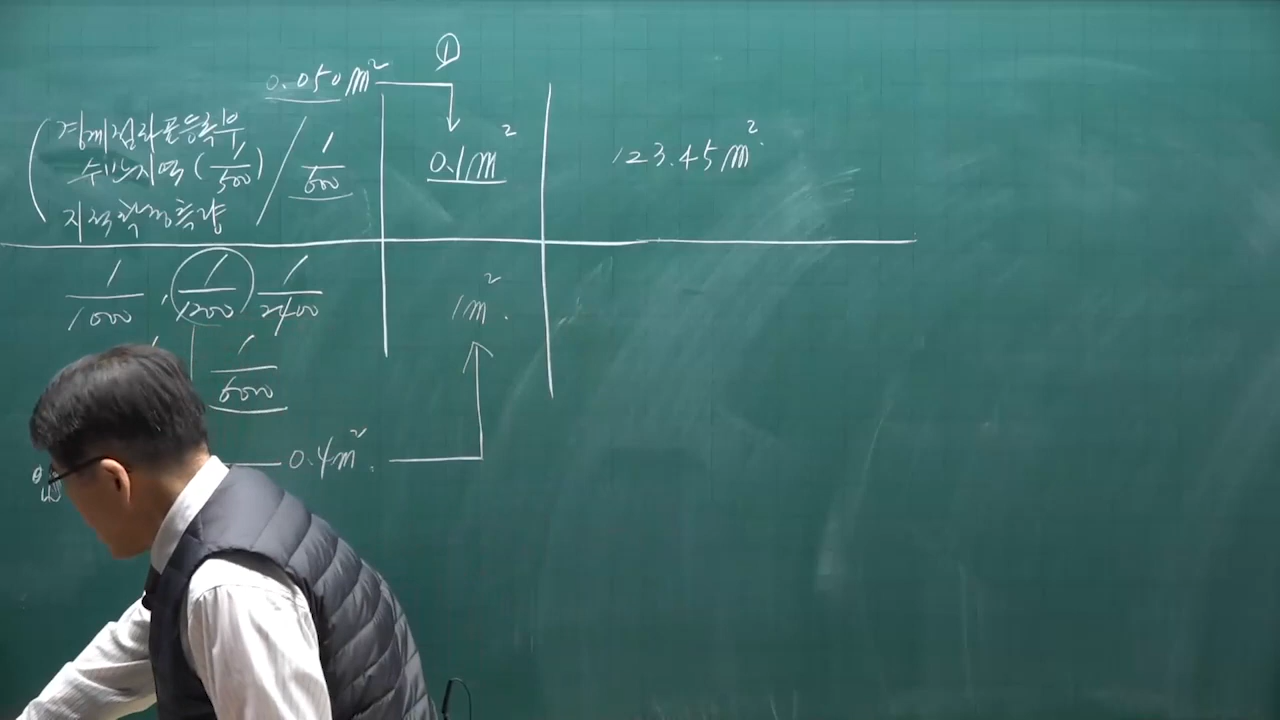 ①
0.050m²
경계점좌표등록부
수반지역 (1/500) / 1/600
지적확정측량
0.1m²
123.45m²
1/1000 , 1/1200 1/2400
1m².
1/6000
0.4m².